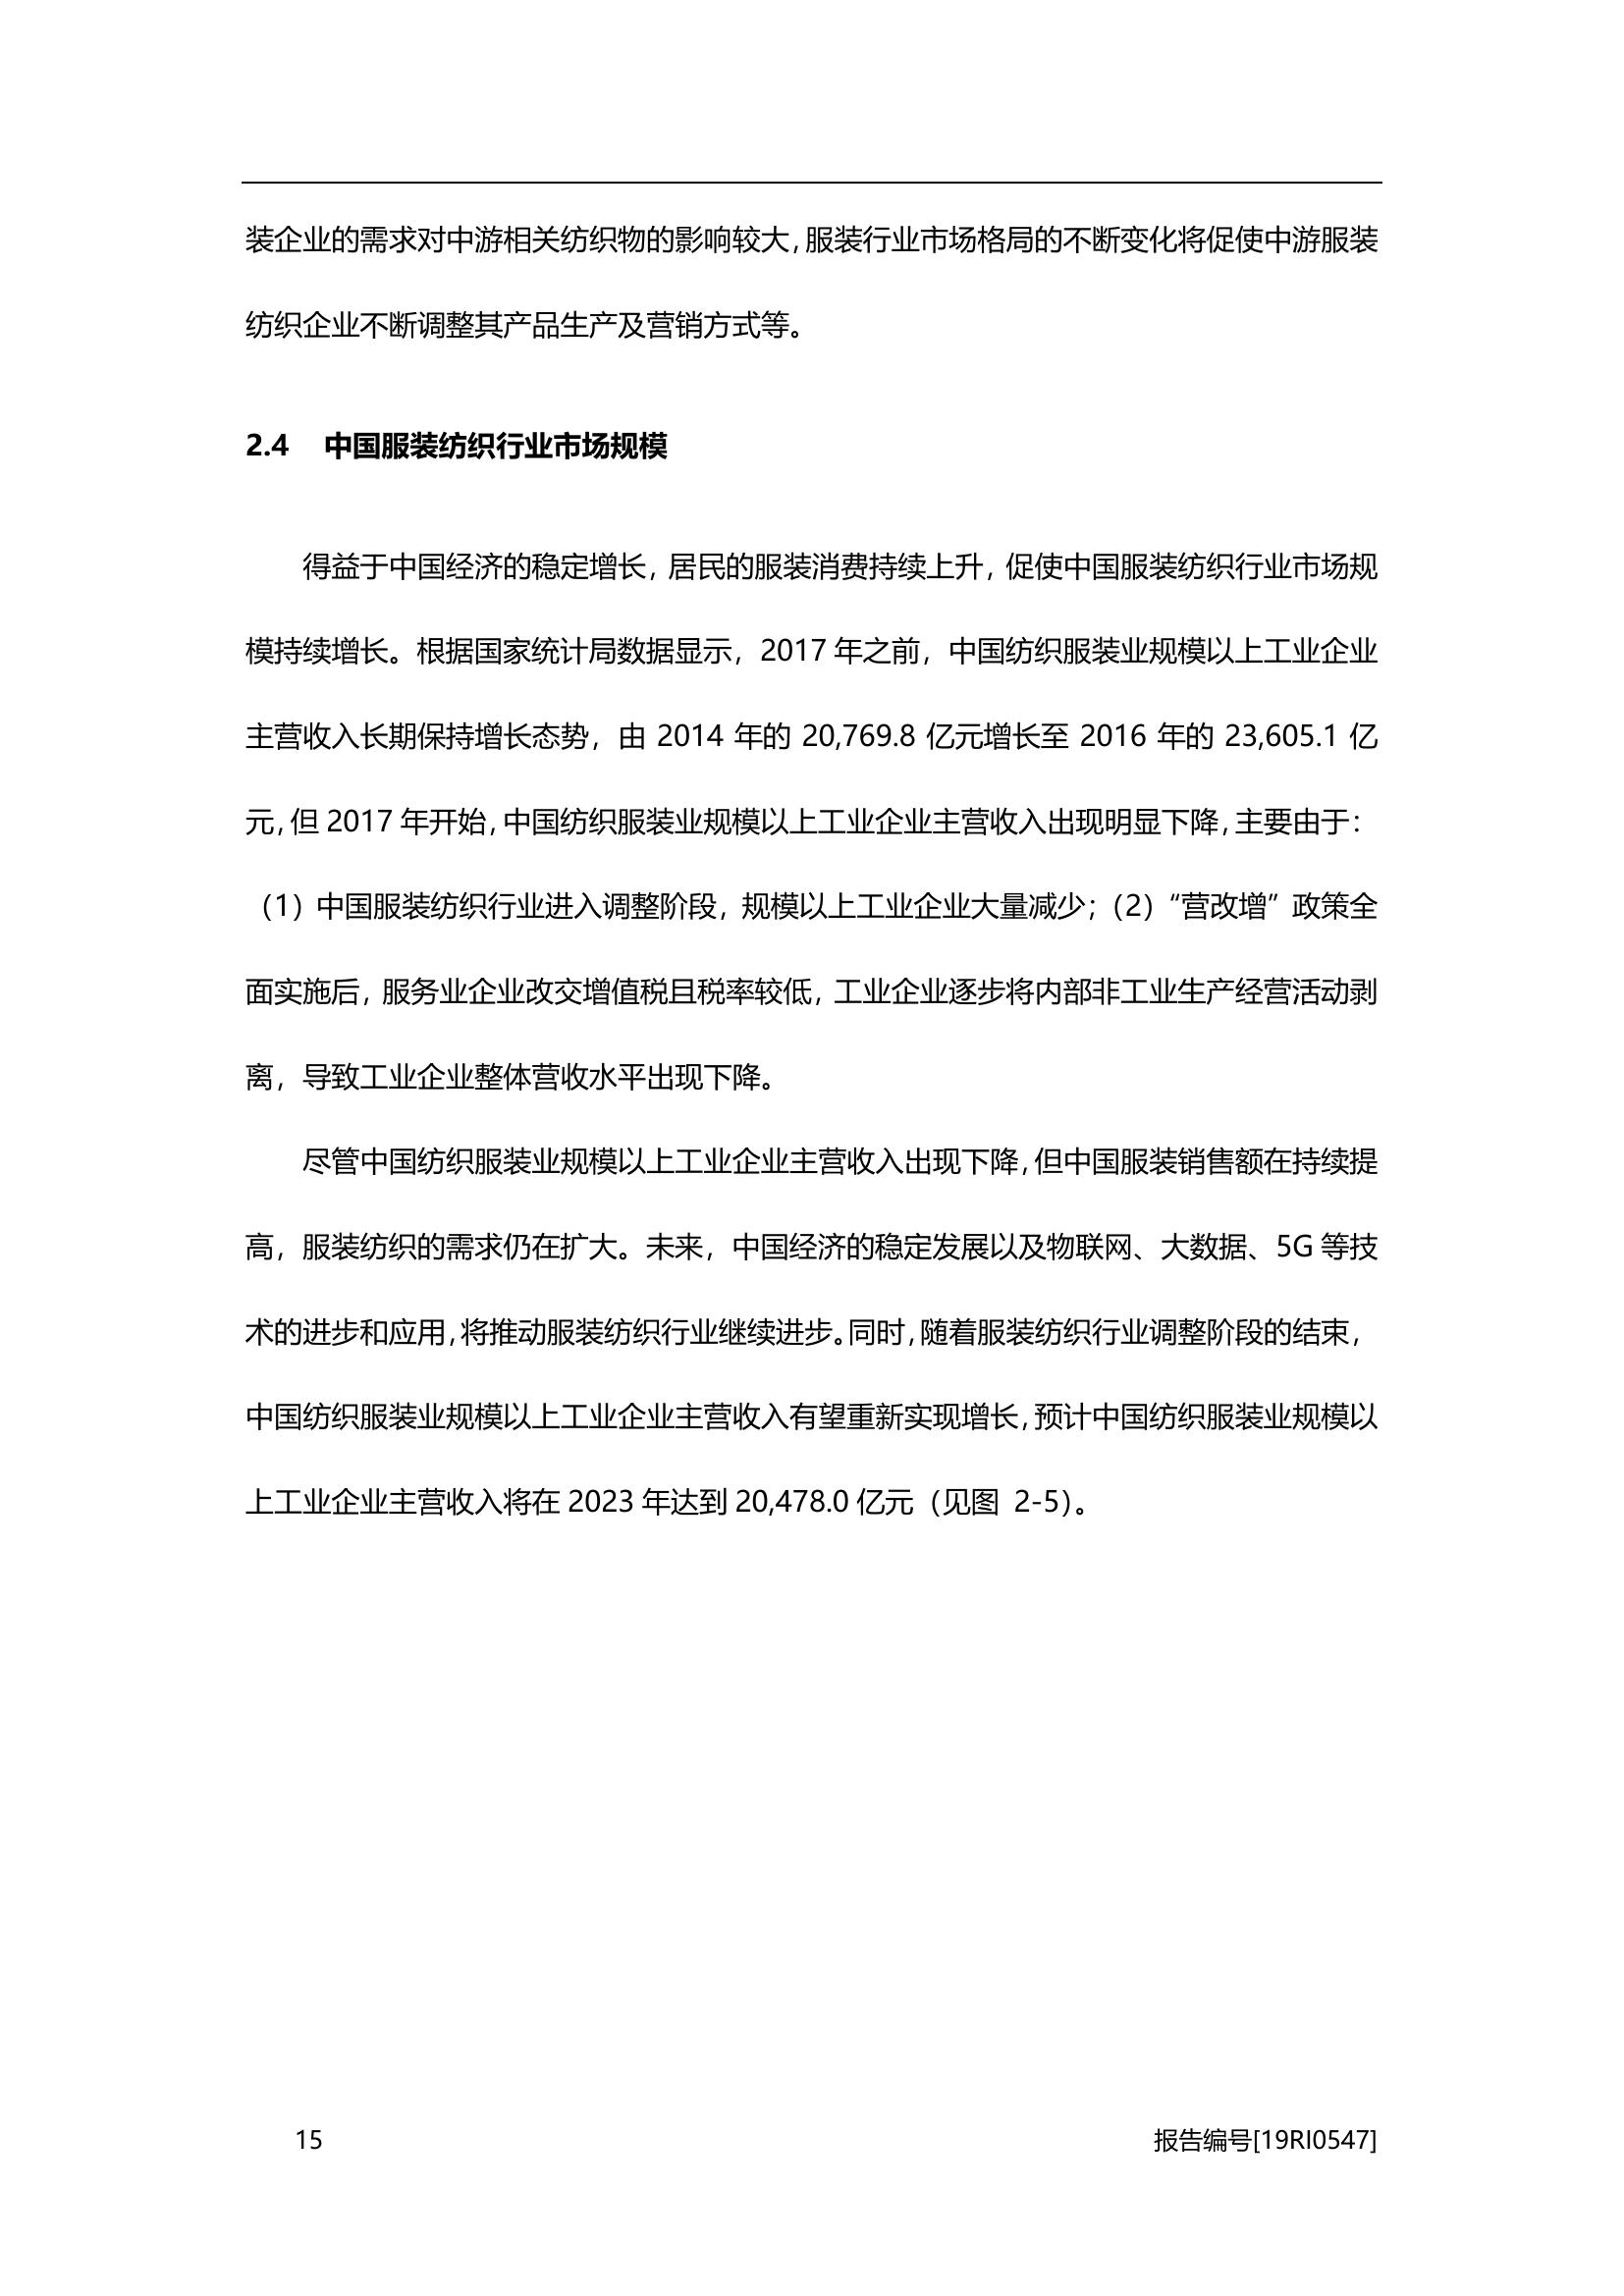 装企业的需求对中游相关纺织物的影响较大，服装行业市场格局的不断变化将促使中游服装
纺织企业不断调整其产品生产及营销方式等。
2.4 中国服装纺织行业市场规模
得益于中国经济的稳定增长，居民的服装消费持续上升，促使中国服装纺织行业市场规
模持续增长。根据国家统计局数据显示，2017 年之前，中国纺织服装业规模以上工业企业
主营收入长期保持增长态势，由 2014 年的 20,769.8 亿元增长至 2016 年的 23,605.1 亿
元，但 2017 年开始，中国纺织服装业规模以上工业企业主营收入出现明显下降，主要由于：
（1）中国服装纺织行业进入调整阶段，规模以上工业企业大量减少；（2）“营改增”政策全
面实施后，服务业企业改交增值税且税率较低，工业企业逐步将内部非工业生产经营活动剥
离，导致工业企业整体营收水平出现下降。
尽管中国纺织服装业规模以上工业企业主营收入出现下降，但中国服装销售额在持续提
高，服装纺织的需求仍在扩大。未来，中国经济的稳定发展以及物联网、大数据、5G 等技
术的进步和应用，将推动服装纺织行业继续进步。同时，随着服装纺织行业调整阶段的结束，
中国纺织服装业规模以上工业企业主营收入有望重新实现增长，预计中国纺织服装业规模以
上工业企业主营收入将在 2023 年达到 20,478.0 亿元（见图 2-5）。
15 报告编号[19RI0547]